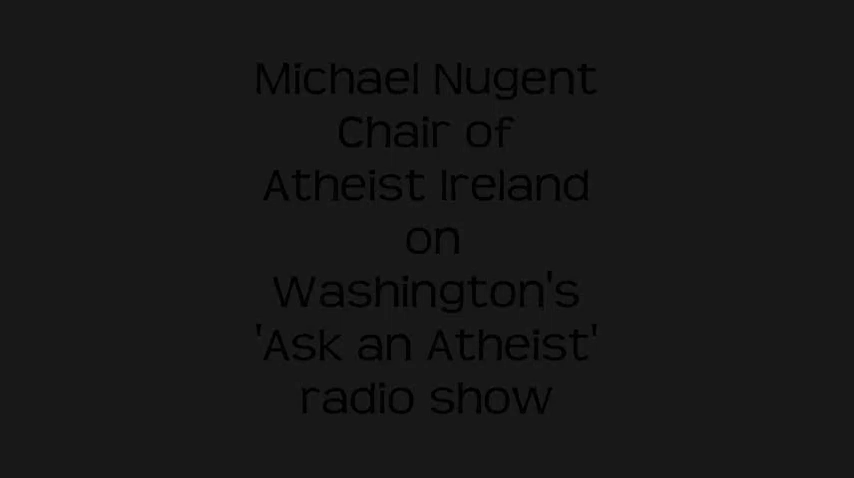 Michael Nugent
Chair of
Atheist Ireland
on
Washington's
'Ask an Atheist'
radio show